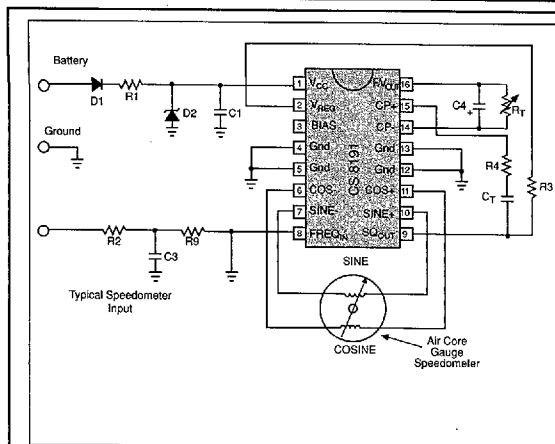 Battery
D1
R1
D2
C1
Ground
R2
R9
C3
Typical Speedometer
Input
1 VCC
2 VREG
3 BIAS
4 Gnd
5 Gnd
6 COS-
7 SINE-
8 FREQIN
CS 8191
FVOUT 16
CP+ 15
CP- 14
Gnd 13
Gnd 12
COS+ 11
SINE+ 10
SQOUT 9
C4 +
RT
R4
CT
R3
SINE
COSINE
Air Core
Gauge
Speedometer